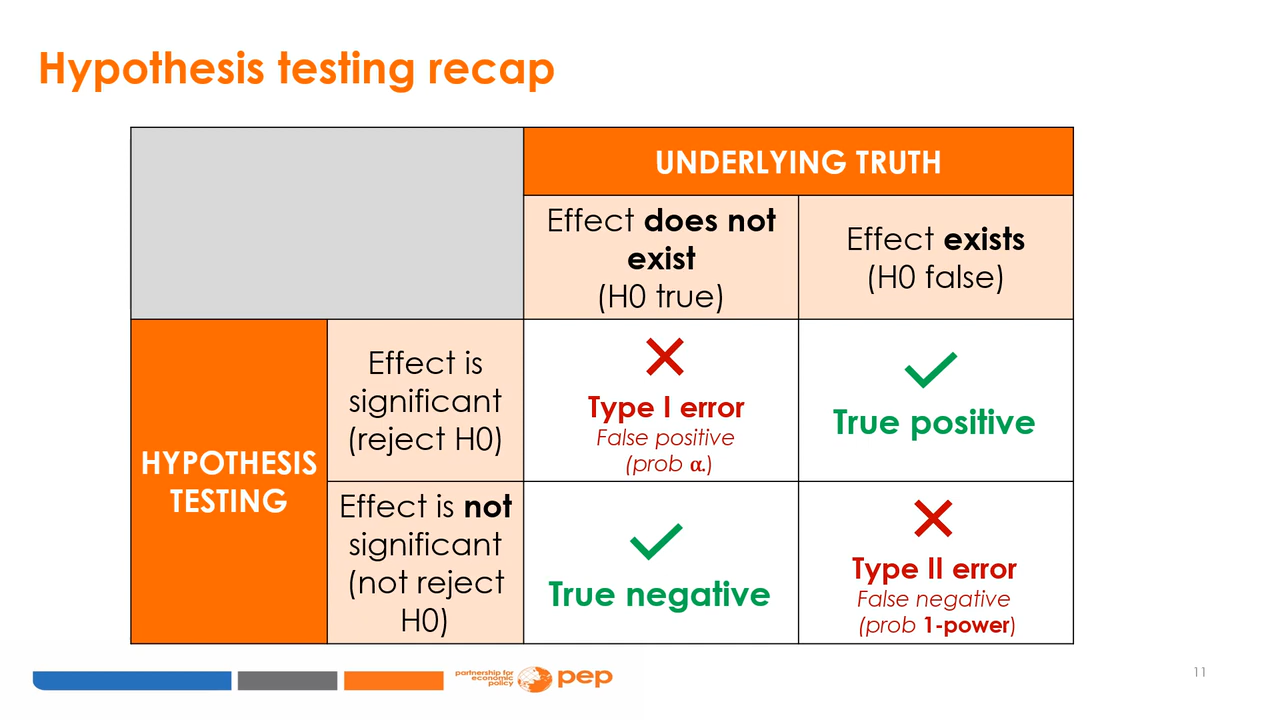 Hypothesis testing recap
UNDERLYING TRUTH
Effect does not
exist
(H0 true)
Effect exists
(H0 false)
HYPOTHESIS
TESTING
Effect is
significant
(reject H0)
Type I error
False positive
(prob α.)
True positive
Effect is not
significant
(not reject
H0)
True negative
Type II error
False negative
(prob 1-power)
partnership for
economic
policy
pep
11